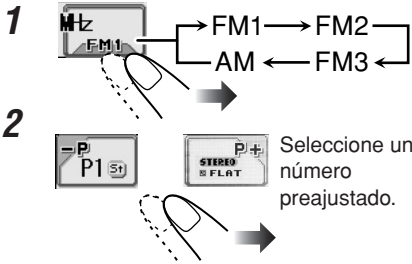 1
MHz
FM1
FM1 FM2
AM FM3
2
–P
P1 St
P+
STEREO
FLAT
Seleccione un
número
preajustado.